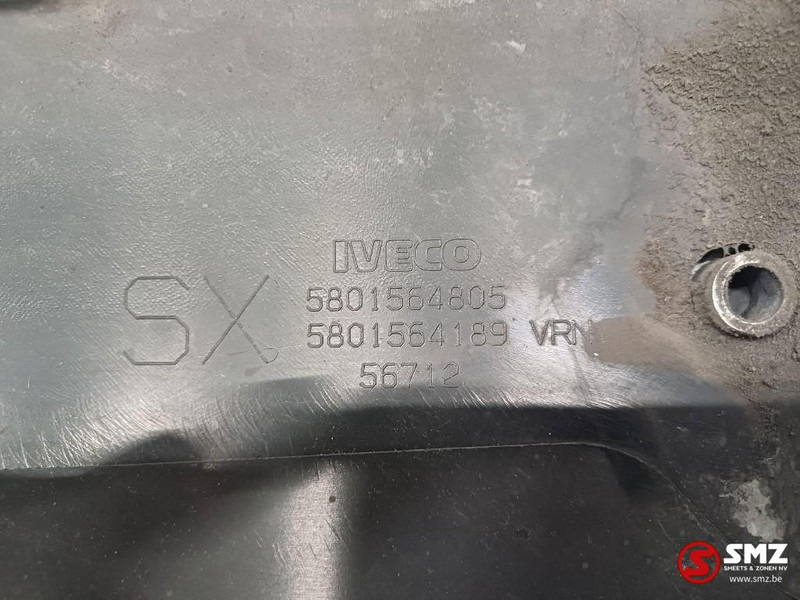 IVECO
SX
5801564805
5801564189 VRN
56712
SMZ
SMEETS & ZONEN NV
www.smz.be